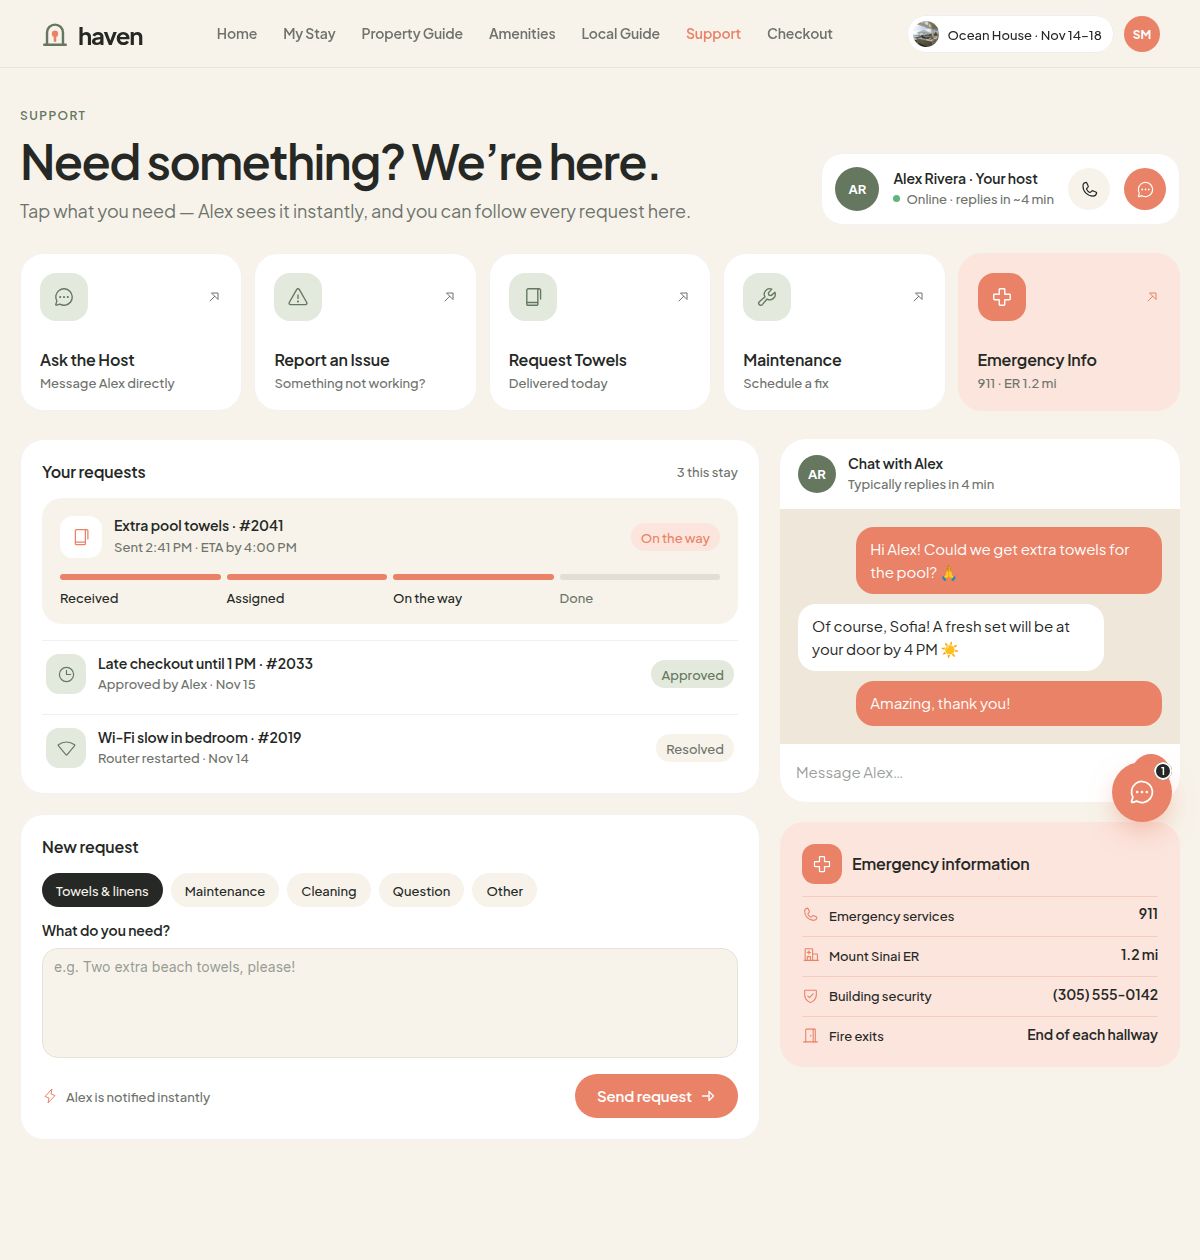 haven
Home
My Stay
Property Guide
Amenities
Local Guide
Support
Checkout
Ocean House · Nov 14–18
SM
SUPPORT
Need something? We’re here.
Tap what you need — Alex sees it instantly, and you can follow every request here.
AR
Alex Rivera · Your host
Online · replies in ~4 min
Ask the Host
Message Alex directly
Report an Issue
Something not working?
Request Towels
Delivered today
Maintenance
Schedule a fix
Emergency Info
911 · ER 1.2 mi
Your requests
3 this stay
Extra pool towels · #2041
Sent 2:41 PM · ETA by 4:00 PM
On the way
Received
Assigned
On the way
Done
Late checkout until 1 PM · #2033
Approved by Alex · Nov 15
Approved
Wi-Fi slow in bedroom · #2019
Router restarted · Nov 14
Resolved
New request
Towels & linens
Maintenance
Cleaning
Question
Other
What do you need?
e.g. Two extra beach towels, please!
Alex is notified instantly
Send request
AR
Chat with Alex
Typically replies in 4 min
Hi Alex! Could we get extra towels for
the pool? 🙏
Of course, Sofia! A fresh set will be at
your door by 4 PM ☀️
Amazing, thank you!
Message Alex…
1
Emergency information
Emergency services
911
Mount Sinai ER
1.2 mi
Building security
(305) 555-0142
Fire exits
End of each hallway